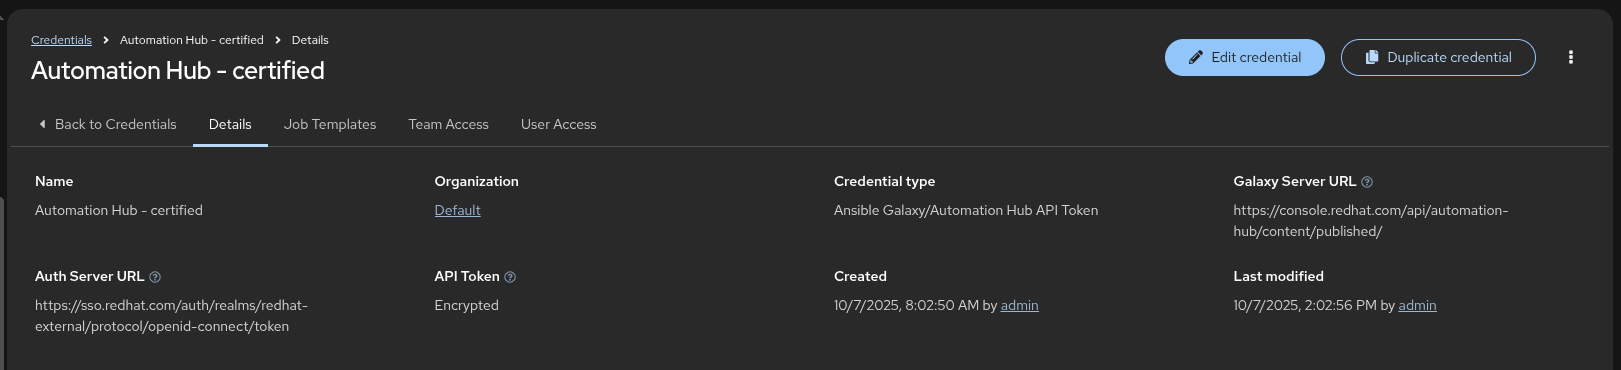 Credentials > Automation Hub - certified > Details
Automation Hub - certified
Edit credential
Duplicate credential
Back to Credentials
Details
Job Templates
Team Access
User Access
Name
Automation Hub - certified
Organization
Default
Credential type
Ansible Galaxy/Automation Hub API Token
Galaxy Server URL
https://console.redhat.com/api/automation-
hub/content/published/
Auth Server URL
https://sso.redhat.com/auth/realms/redhat-
external/protocol/openid-connect/token
API Token
Encrypted
Created
10/7/2025, 8:02:50 AM by admin
Last modified
10/7/2025, 2:02:56 PM by admin